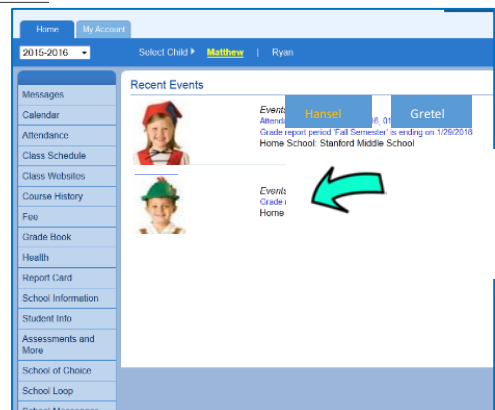 Home My Account
2015-2016 Select Child Matthew | Ryan
Recent Events
Messages
Calendar
Attendance
Class Schedule
Class Websites
Course History
Fee
Grade Book
Health
Report Card
School Information
Student Info
Assessments and
More
School of Choice
School Loop
Hansel Gretel
Grade report period 'Fall Semester' is ending on 1/29/2016
Home School: Stanford Middle School
Grade
Home